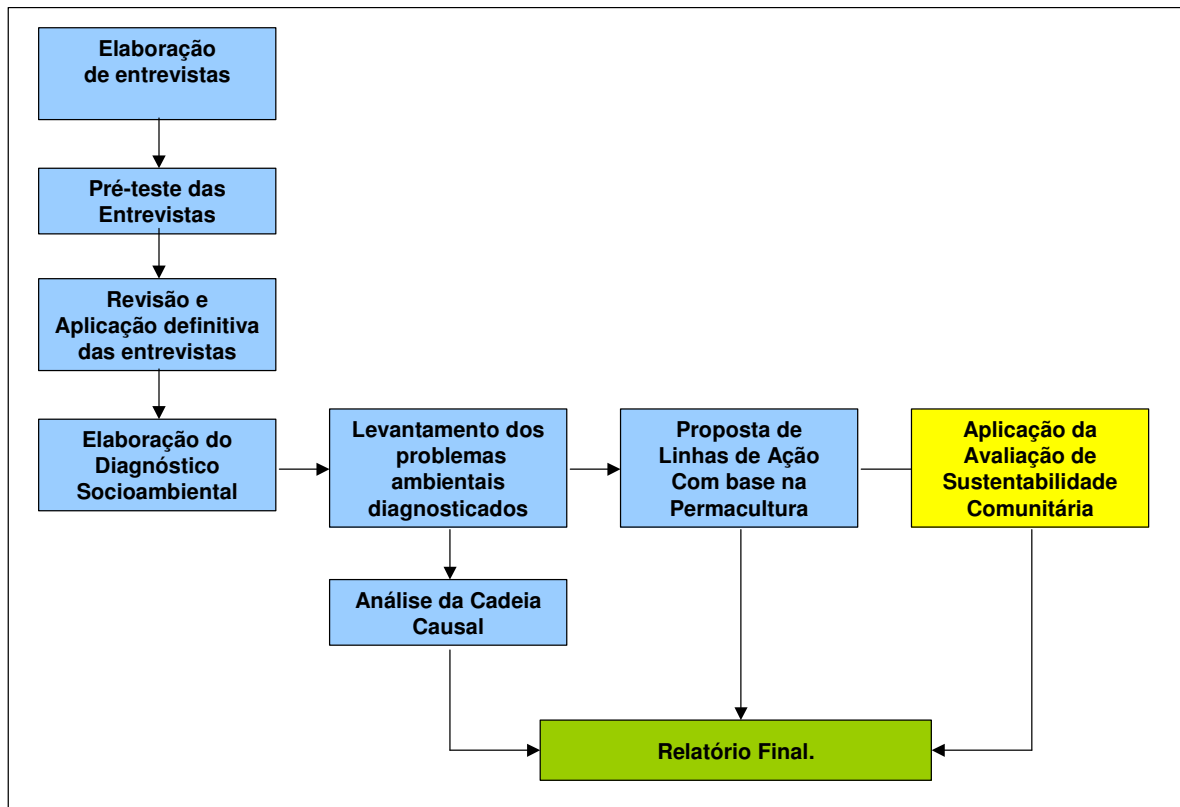 Elaboração
de entrevistas
Pré-teste das
Entrevistas
Revisão e
Aplicação definitiva
das entrevistas
Elaboração do
Diagnóstico
Socioambiental
Levantamento dos
problemas
ambientais
diagnosticados
Proposta de
Linhas de Ação
Com base na
Permacultura
Aplicação da
Avaliação de
Sustentabilidade
Comunitária
Análise da Cadeia
Causal
Relatório Final.